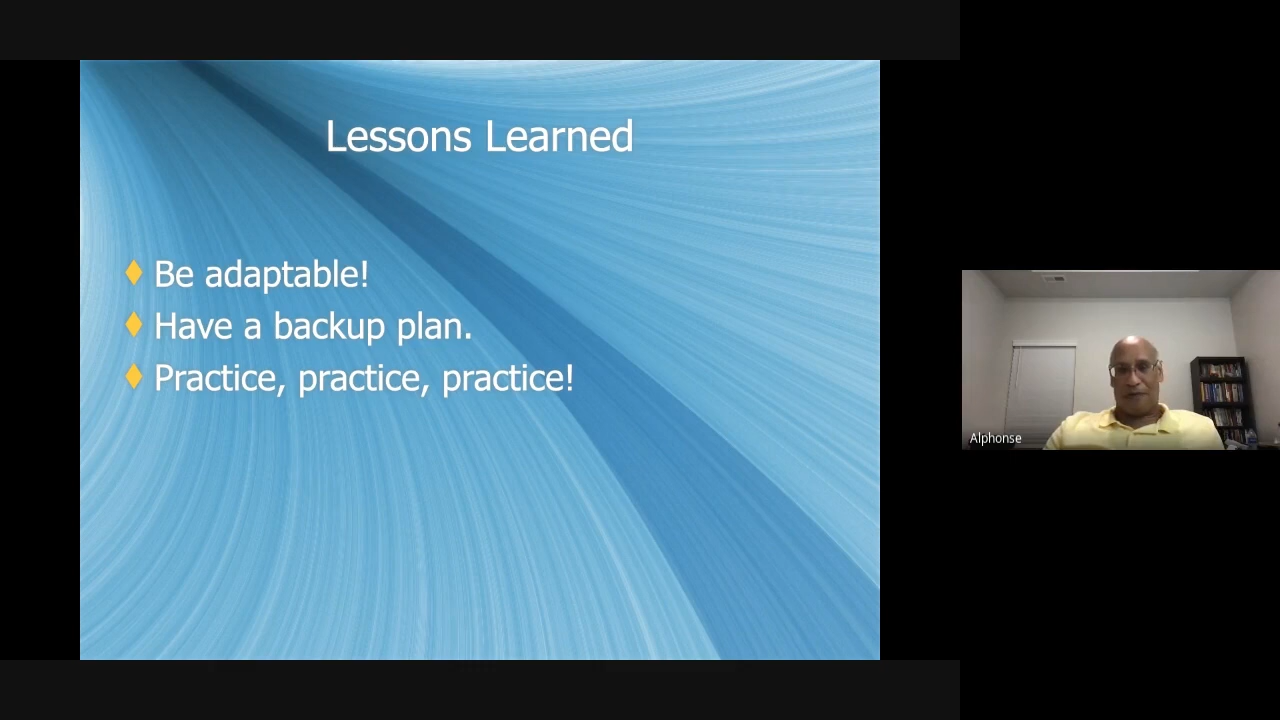 Lessons Learned
Be adaptable!
Have a backup plan.
Practice, practice, practice!
Alphonse